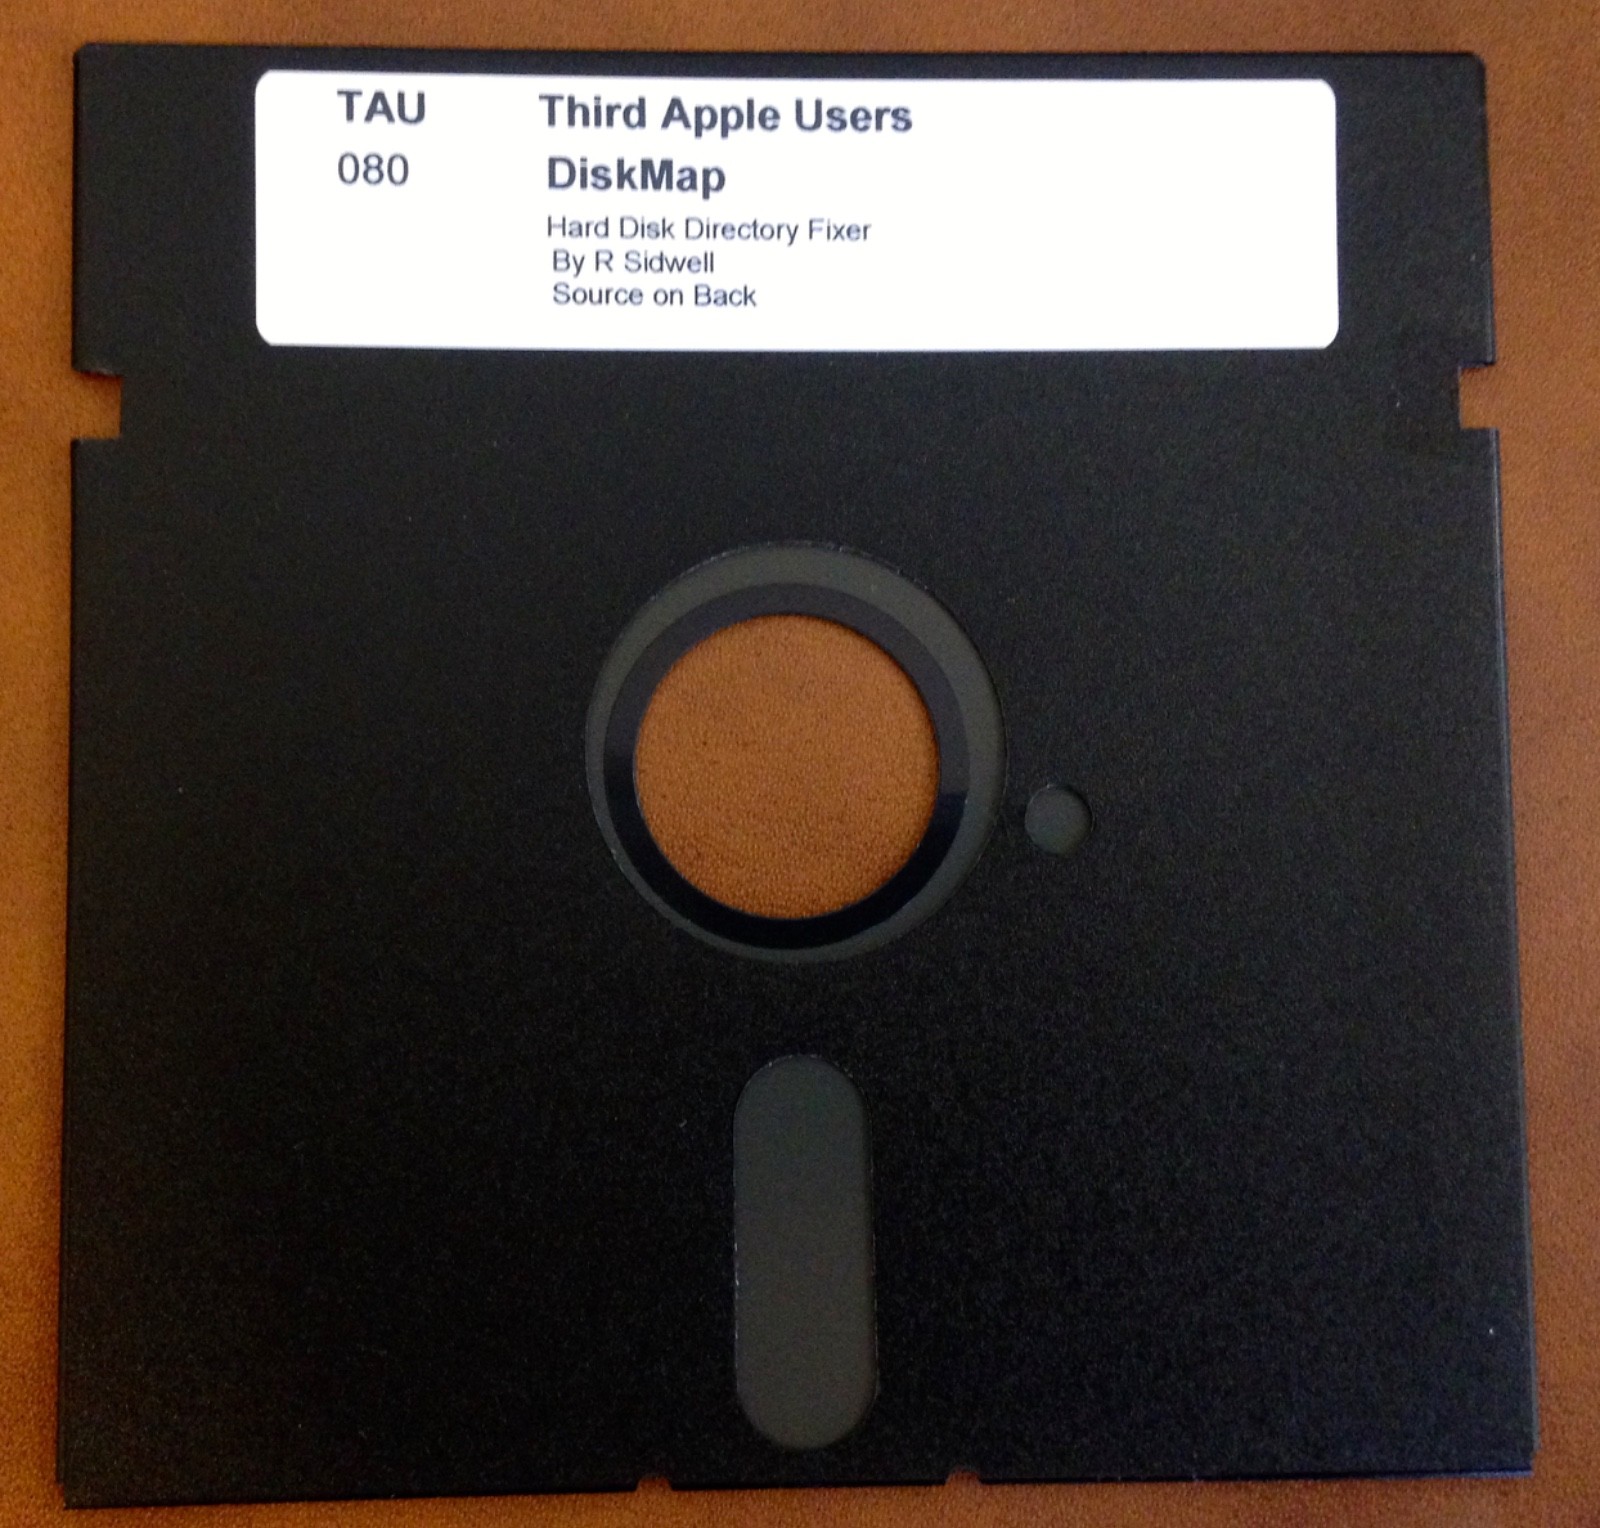 TAU Third Apple Users
080 DiskMap
Hard Disk Directory Fixer
By R Sidwell
Source on Back